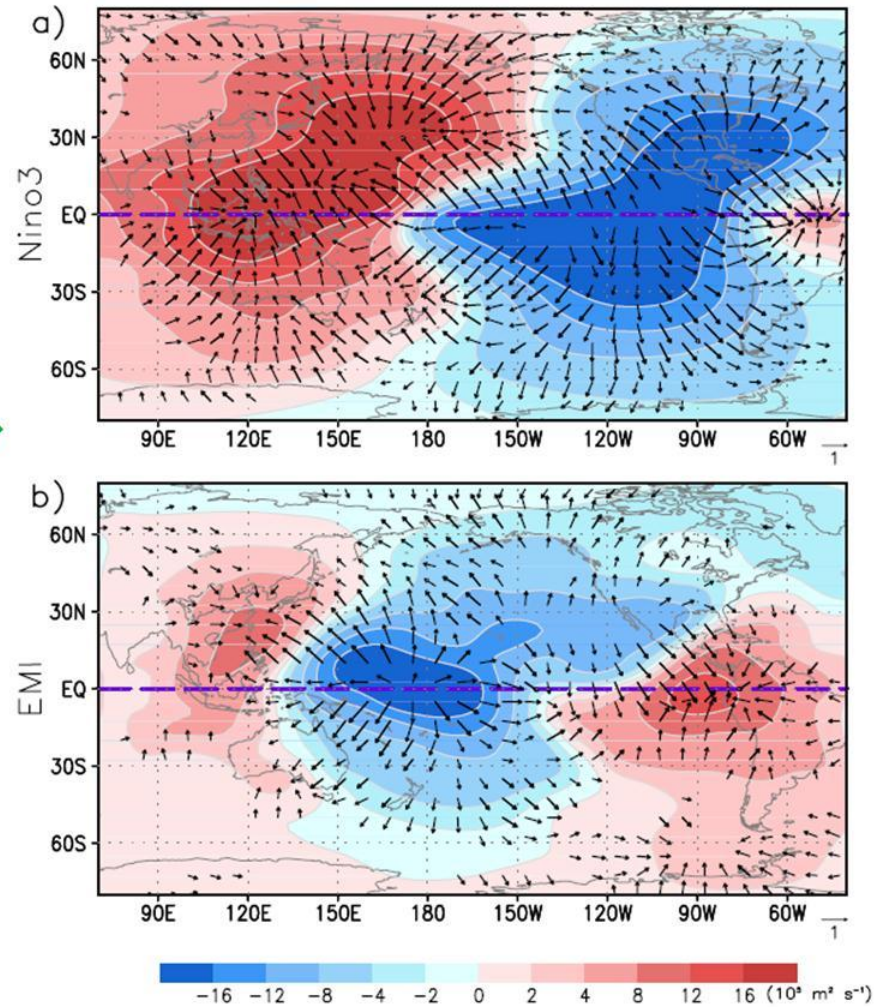 a)
60N
30N
EQ
30S
60S
Nino3
90E 120E 150E 180 150W 120W 90W 60W
1
b)
60N
30N
EQ
30S
60S
EMI
90E 120E 150E 180 150W 120W 90W 60W
1
-16 -12 -8 -4 -2 0 2 4 8 12 16 (10⁵ m² s⁻¹)